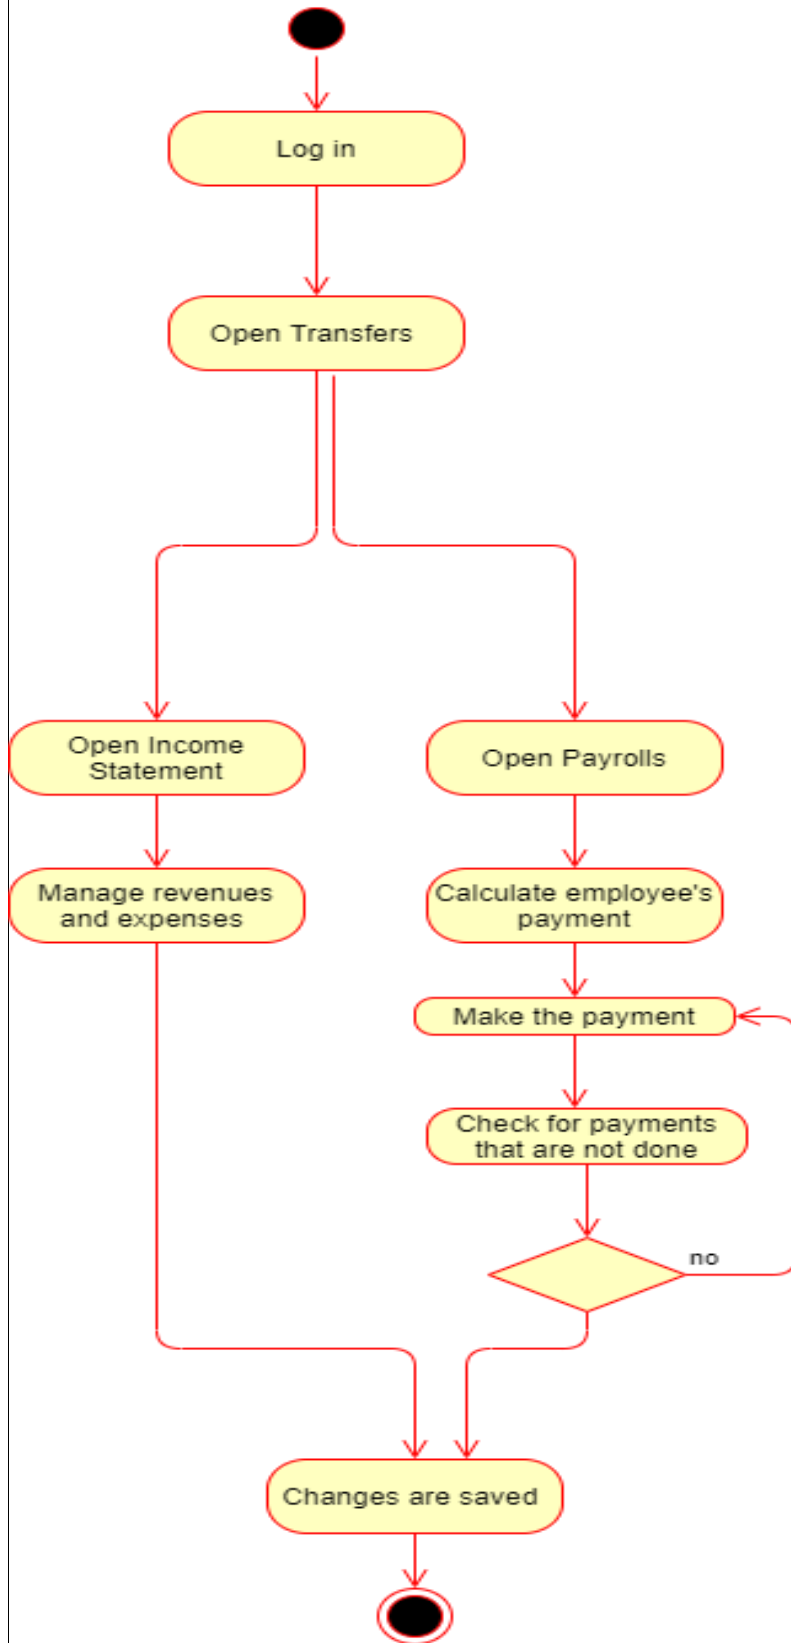 Log in
Open Transfers
Open Income
Statement
Open Payrolls
Manage revenues
and expenses
Calculate employee's
payment
Make the payment
Check for payments
that are not done
no
Changes are saved